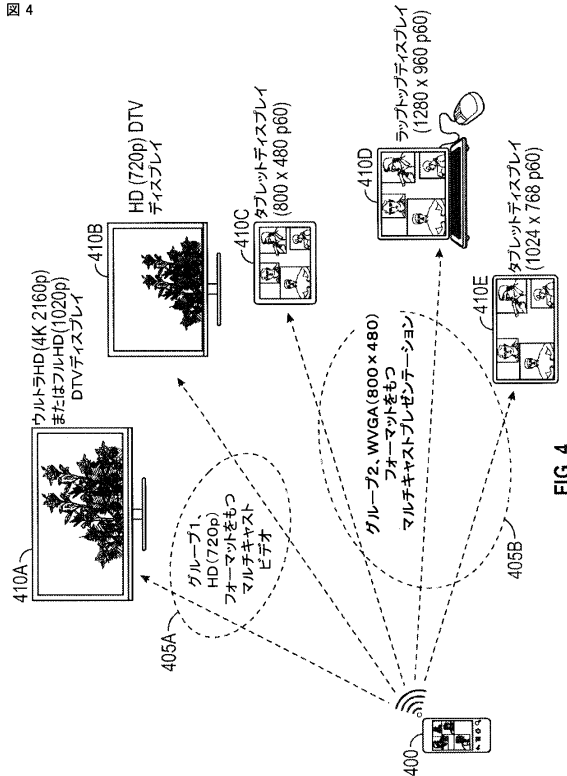 図 4
410A
ウルトラHD(4K 2160p)
またはフルHD(1020p)
DTVディスプレイ
410B
HD (720p) DTV
ディスプレイ
410C
タブレットディスプレイ
(800 x 480 p60)
410D
ラップトップディスプレイ
(1280 x 960 p60)
410E
タブレットディスプレイ
(1024 x 768 p60)
405A
グループ1、
HD(720p)
フォーマットをもつ
マルチキャスト
ビデオ
グループ2、WVGA(800×480)
フォーマットをもつ
マルチキャストプレゼンテーション
405B
400
FIG. 4